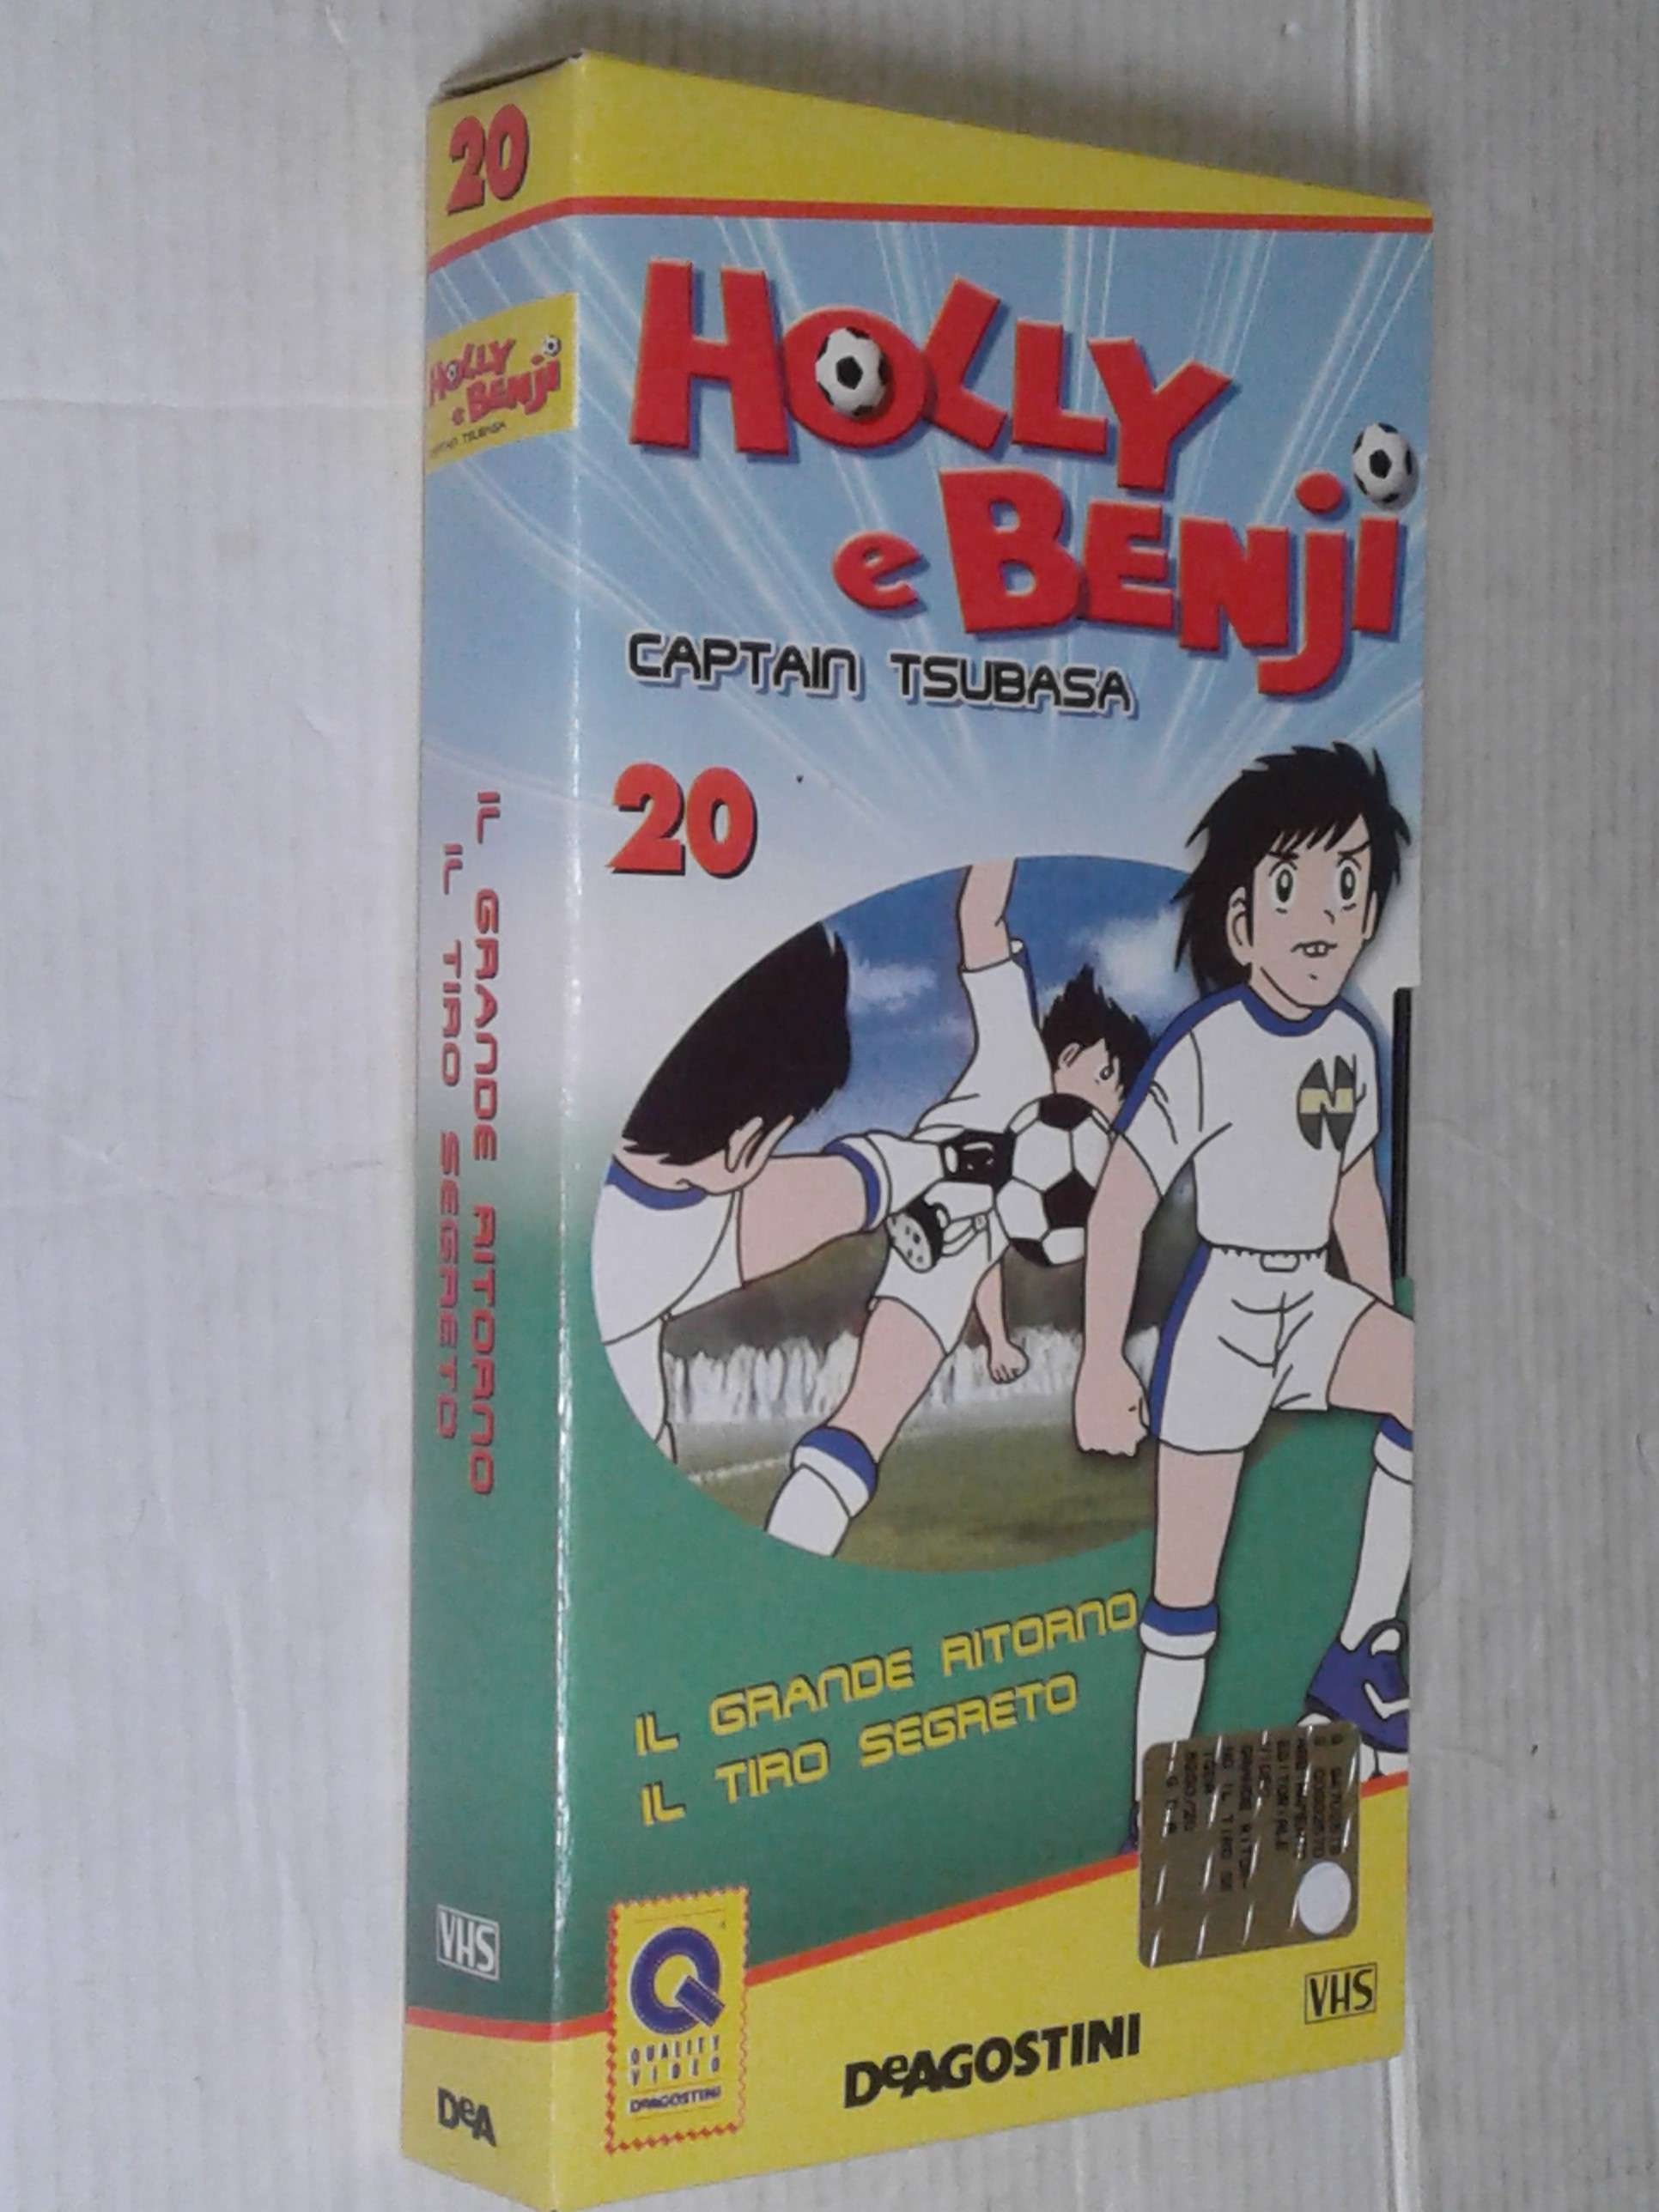 20
HOLLY
e BENJI
CAPTAIN TSUBASA
IL GRANDE RITORNO
IL TIRO SEGRETO
VHS
DeA
HOLLY
e BENJI
CAPTAIN TSUBASA
20
N
IL GRANDE RITORNO
IL TIRO SEGRETO
EDITORIALE
Q
QUALITY
VIDEO
DeAGOSTINI
DeAGOSTINI
VHS